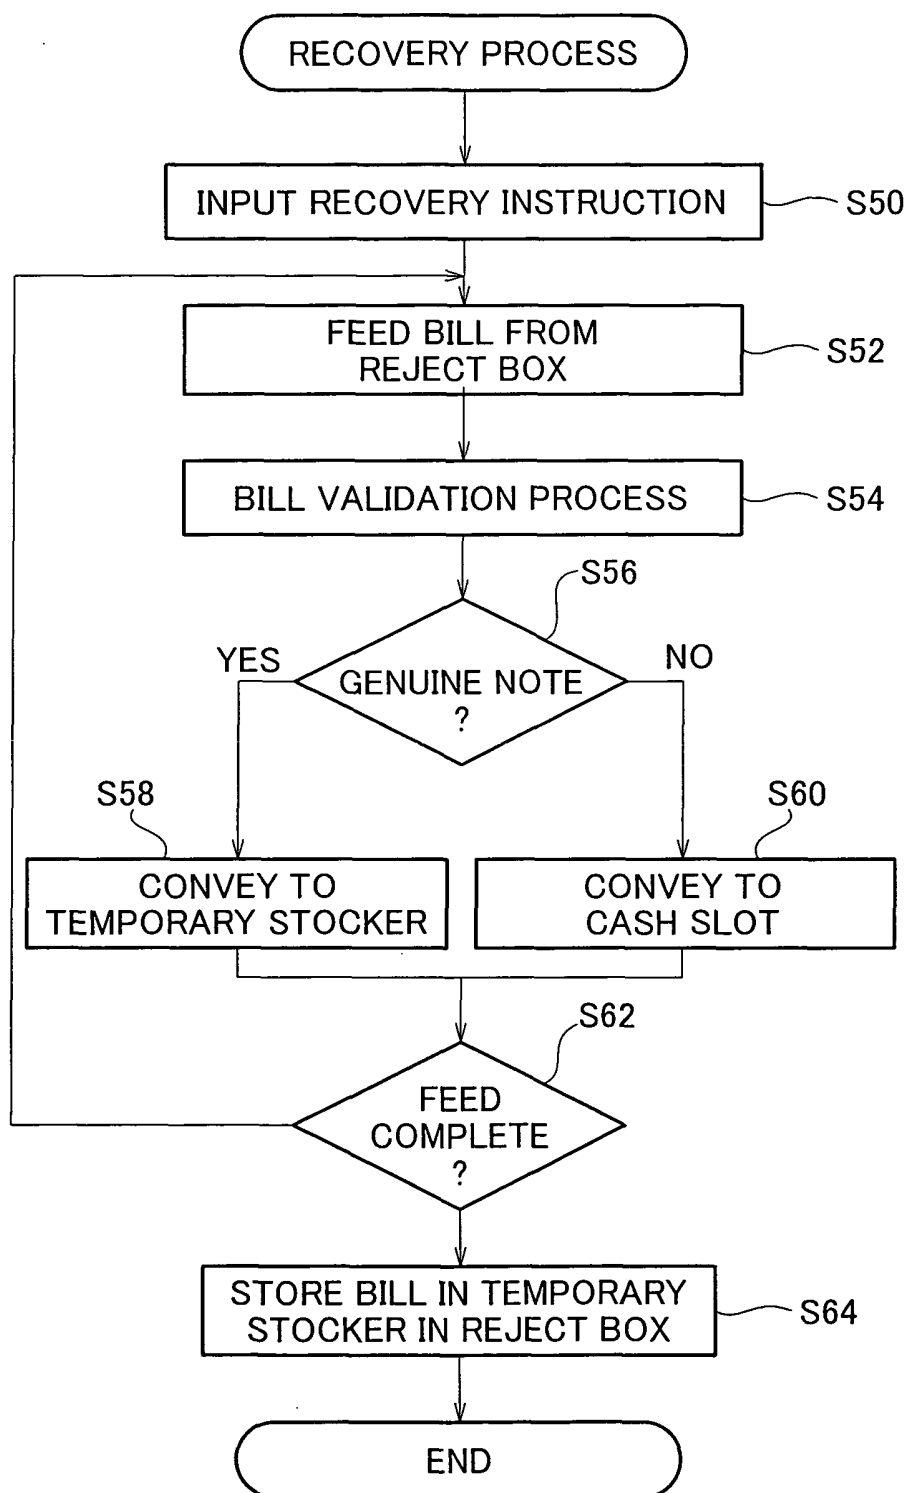 RECOVERY PROCESS
INPUT RECOVERY INSTRUCTION
S50
FEED BILL FROM
REJECT BOX
S52
BILL VALIDATION PROCESS
S54
S56
YES
NO
GENUINE NOTE
?
S58
S60
CONVEY TO
TEMPORARY STOCKER
CONVEY TO
CASH SLOT
S62
FEED
COMPLETE
?
STORE BILL IN TEMPORARY
STOCKER IN REJECT BOX
S64
END